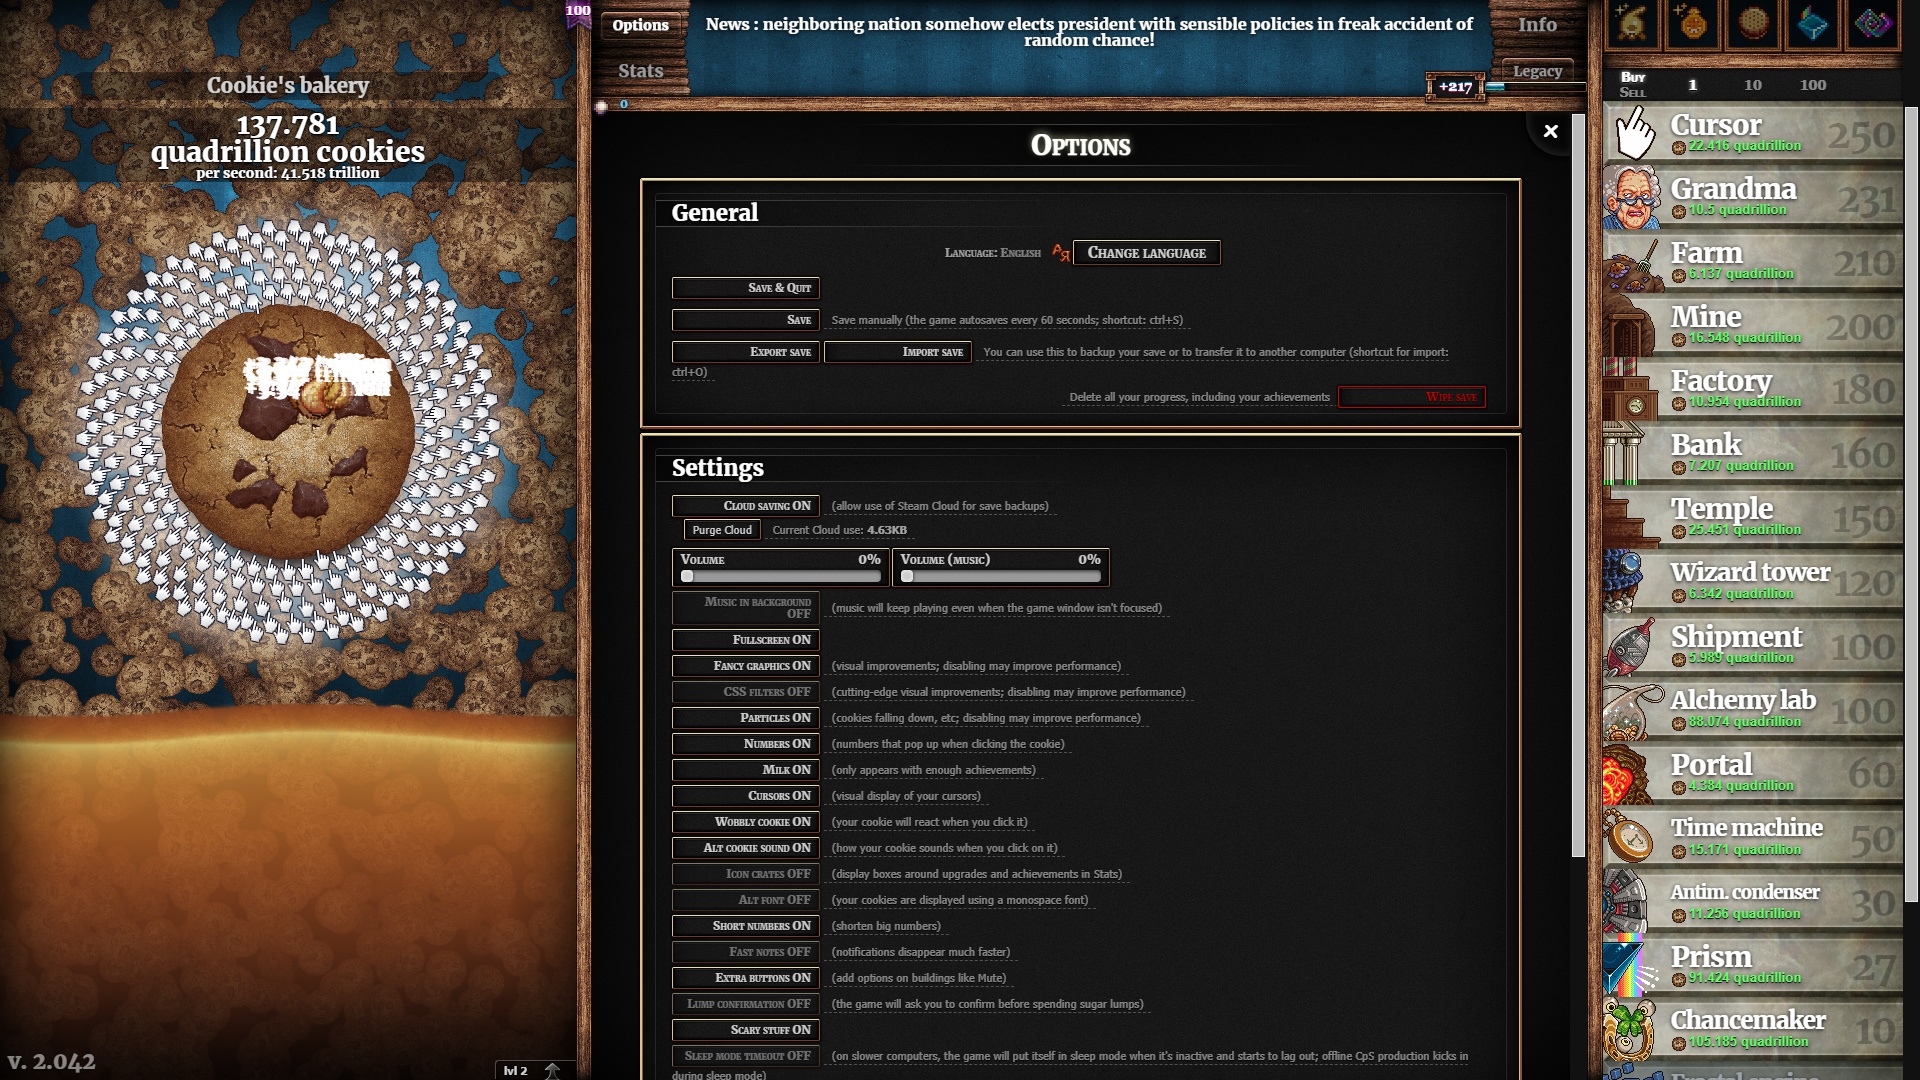 100
Options
News : neighboring nation somehow elects president with sensible policies in freak accident of
random chance!
Info
Stats
Legacy
+217
0
Cookie's bakery
137.781
quadrillion cookies
per second: 41.518 trillion
Options
General
Language: English
Change language
Save & Quit
Save Save manually (the game autosaves every 60 seconds; shortcut: ctrl+S)
Export save Import save You can use this to backup your save or to transfer it to another computer (shortcut for import:
ctrl+O)
Delete all your progress, including your achievements Wipe save
Settings
Cloud saving ON (allow use of Steam Cloud for save backups)
Purge Cloud Current Cloud use: 4.63KB
Volume 0% Volume (music) 0%
Music in background
OFF
(music will keep playing even when the game window isn't focused)
Fullscreen ON
Fancy graphics ON (visual improvements; disabling may improve performance)
CSS filters OFF (cutting-edge visual improvements; disabling may improve performance)
Particles ON (cookies falling down, etc; disabling may improve performance)
Numbers ON (numbers that pop up when clicking the cookie)
Milk ON (only appears with enough achievements)
Cursors ON (visual display of your cursors)
Wobbly cookie ON (your cookie will react when you click it)
Alt cookie sound ON (how your cookie sounds when you click on it)
Icon crates OFF (display boxes around upgrades and achievements in Stats)
Alt font OFF (your cookies are displayed using a monospace font)
Short numbers ON (shorten big numbers)
Fast notes OFF (notifications disappear much faster)
Extra buttons ON (add options on buildings like Mute)
Lump confirmation OFF (the game will ask you to confirm before spending sugar lumps)
Scary stuff ON
Sleep mode timeout OFF (on slower computers, the game will put itself in sleep mode when it's inactive and starts to lag out; offline CpS production kicks in
during sleep mode)
v. 2.042
lvl 2
Buy
Sell
1 10 100
Cursor
22.416 quadrillion
250
Grandma
10.5 quadrillion
231
Farm
6.137 quadrillion
210
Mine
16.548 quadrillion
200
Factory
10.954 quadrillion
180
Bank
7.207 quadrillion
160
Temple
25.451 quadrillion
150
Wizard tower
6.342 quadrillion
120
Shipment
5.989 quadrillion
100
Alchemy lab
88.074 quadrillion
100
Portal
4.384 quadrillion
60
Time machine
15.171 quadrillion
50
Antim. condenser
11.256 quadrillion
30
Prism
91.424 quadrillion
27
Chancemaker
105.185 quadrillion
10
Fractal engine